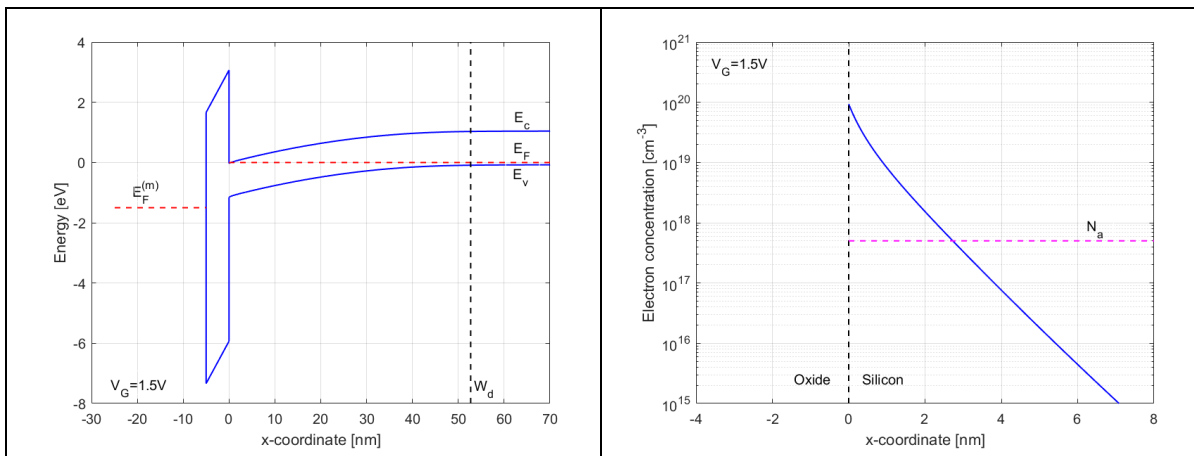 4
2
0
-2
-4
-6
-8
Energy [eV]
E_c
E_F
E_v
E_F^(m)
V_G=1.5V
W_d
-30 -20 -10 0 10 20 30 40 50 60 70
x-coordinate [nm]
10^21
10^20
10^19
10^18
10^17
10^16
10^15
Electron concentration [cm^-3]
V_G=1.5V
N_a
Oxide Silicon
-4 -2 0 2 4 6 8
x-coordinate [nm]